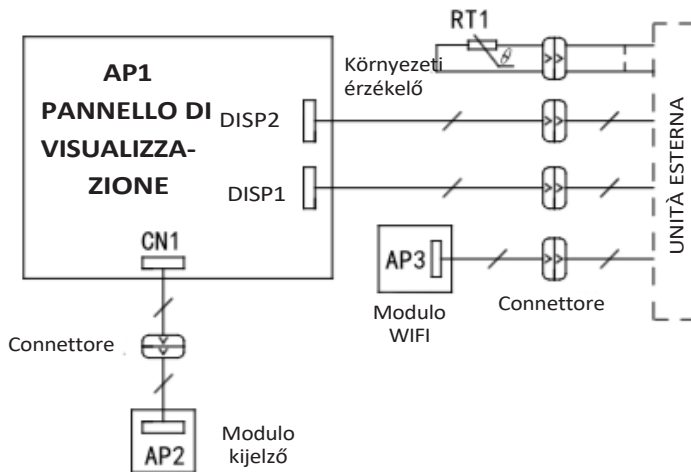 RT1
θ
AP1
PANNELLO DI
VISUALIZZA-
ZIONE
Környezeti
érzékelő
DISP2
DISP1
CN1
AP3
Modulo
WIFI
Connettore
UNITÀ ESTERNA
Connettore
AP2
Modulo
kijelző